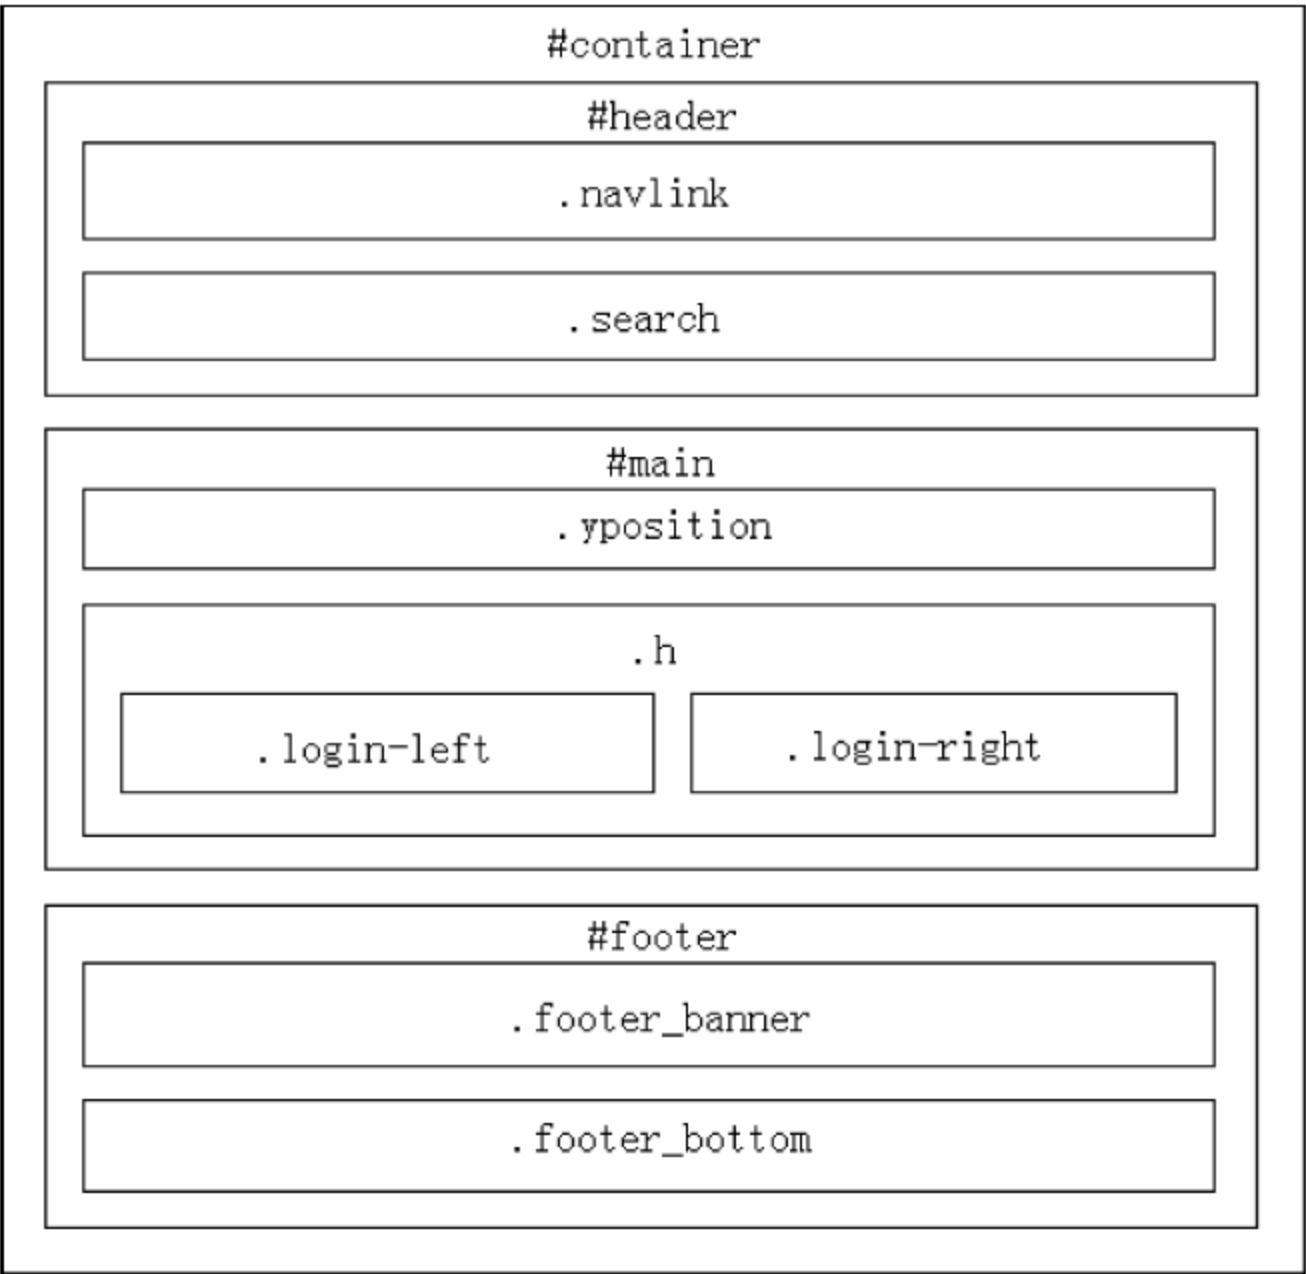 #container
#header
.navlink
.search
#main
.yposition
.h
.login-left
.login-right
#footer
.footer_banner
.footer_bottom